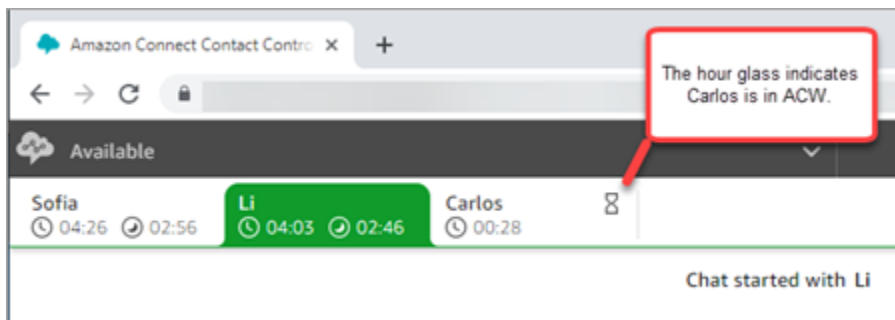 Amazon Connect Contact Contro
The hour glass indicates
Carlos is in ACW.
Available
Sofia
04:26 02:56
Li
04:03 02:46
Carlos
00:28
Chat started with Li